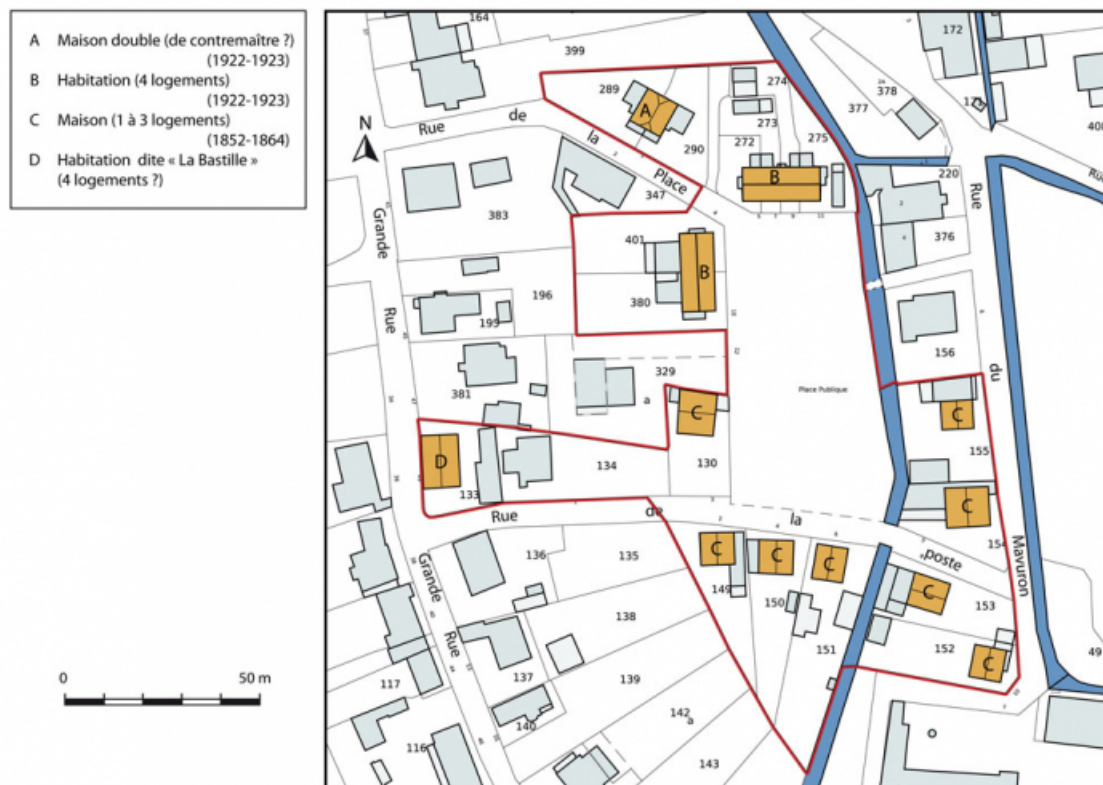 A Maison double (de contremaître ?)
(1922-1923)
B Habitation (4 logements)
(1922-1923)
C Maison (1 à 3 logements)
(1852-1864)
D Habitation dite « La Bastille »
(4 logements ?)
N
0 50 m
164
399
172
378
377
274
289
A
273
275
272
290
B
Rue de la Place
347
220
Rue du Mavuron
376
383
401
B
380
196
199
156
329
a
Place Publique
381
C
C
155
D
133
134
130
C
154
Rue de la poste
Grande Rue
Grande Rue
136
135
C
C
C
149
150
151
C
153
152
C
138
137
139
117
140
142
a
143
116
49